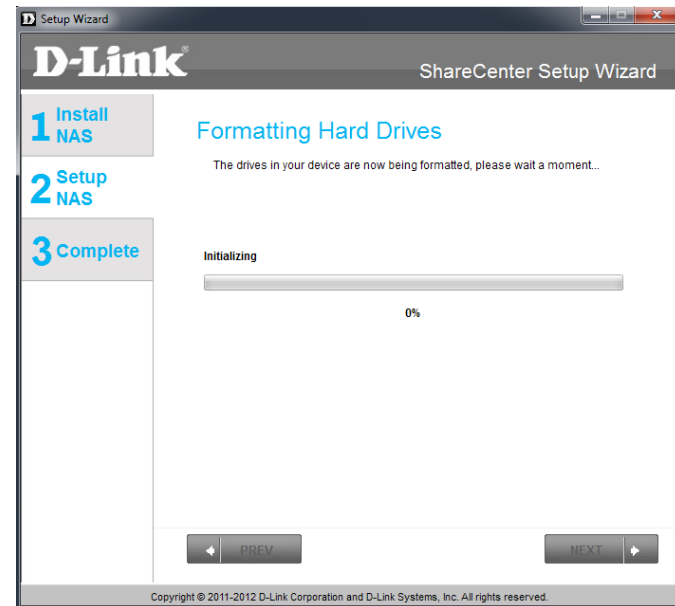 Setup Wizard
D-Link®
ShareCenter Setup Wizard
1 Install
NAS
2 Setup
NAS
3 Complete
Formatting Hard Drives
The drives in your device are now being formatted, please wait a moment...
Initializing
0%
PREV
NEXT
Copyright © 2011-2012 D-Link Corporation and D-Link Systems, Inc. All rights reserved.